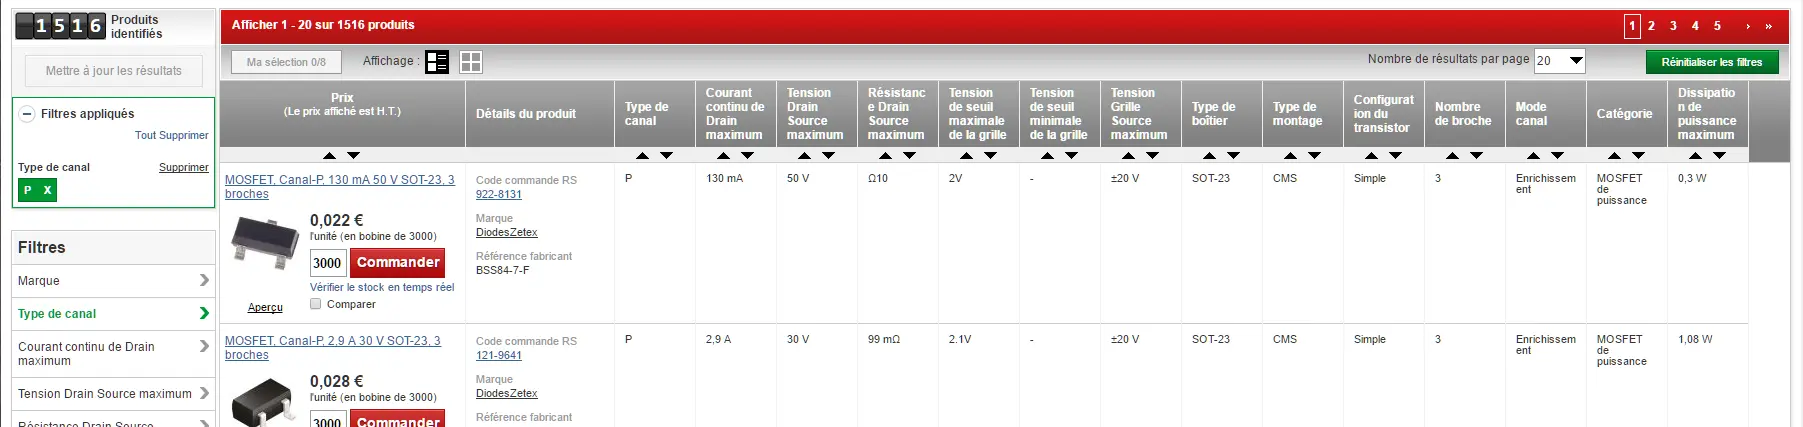 1516
Produits
identifiés
Mettre à jour les résultats
Filtres appliqués
Tout Supprimer
Type de canal
Supprimer
P X
Filtres
Marque
Type de canal
Courant continu de Drain
maximum
Tension Drain Source maximum
Résistance Drain Source
Afficher 1 - 20 sur 1516 produits
1 2 3 4 5 › »
Ma sélection 0/8
Affichage :
Nombre de résultats par page
20
Réinitialiser les filtres
Prix
(Le prix affiché est H.T.)
Détails du produit
Type de
canal
Courant
continu de
Drain
maximum
Tension
Drain
Source
maximum
Résistanc
e Drain
Source
maximum
Tension
de seuil
maximale
de la grille
Tension
de seuil
minimale
de la grille
Tension
Grille
Source
maximum
Type de
boîtier
Type de
montage
Configurat
ion du
transistor
Nombre
de broche
Mode
canal
Catégorie
Dissipatio
n de
puissance
maximum
MOSFET, Canal-P, 130 mA 50 V SOT-23, 3
broches
0,022 €
l'unité (en bobine de 3000)
3000
Commander
Vérifier le stock en temps réel
Comparer
Aperçu
Code commande RS
922-8131
Marque
DiodesZetex
Référence fabricant
BSS84-7-F
P
130 mA
50 V
Ω10
2V
-
±20 V
SOT-23
CMS
Simple
3
Enrichissem
ent
MOSFET
de
puissance
0,3 W
MOSFET, Canal-P, 2,9 A 30 V SOT-23, 3
broches
0,028 €
l'unité (en bobine de 3000)
3000
Commander
Code commande RS
121-9641
Marque
DiodesZetex
Référence fabricant
P
2,9 A
30 V
99 mΩ
2.1V
-
±20 V
SOT-23
CMS
Simple
3
Enrichissem
ent
MOSFET
de
puissance
1,08 W